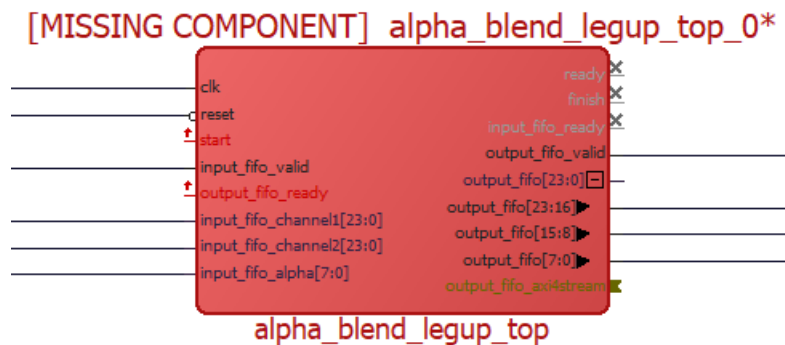 [MISSING COMPONENT] alpha_blend_legup_top_0*
clk
reset
start
input_fifo_valid
output_fifo_ready
input_fifo_channel1[23:0]
input_fifo_channel2[23:0]
input_fifo_alpha[7:0]
ready
finish
input_fifo_ready
output_fifo_valid
output_fifo[23:0]
output_fifo[23:16]
output_fifo[15:8]
output_fifo[7:0]
output_fifo_axi4stream
alpha_blend_legup_top